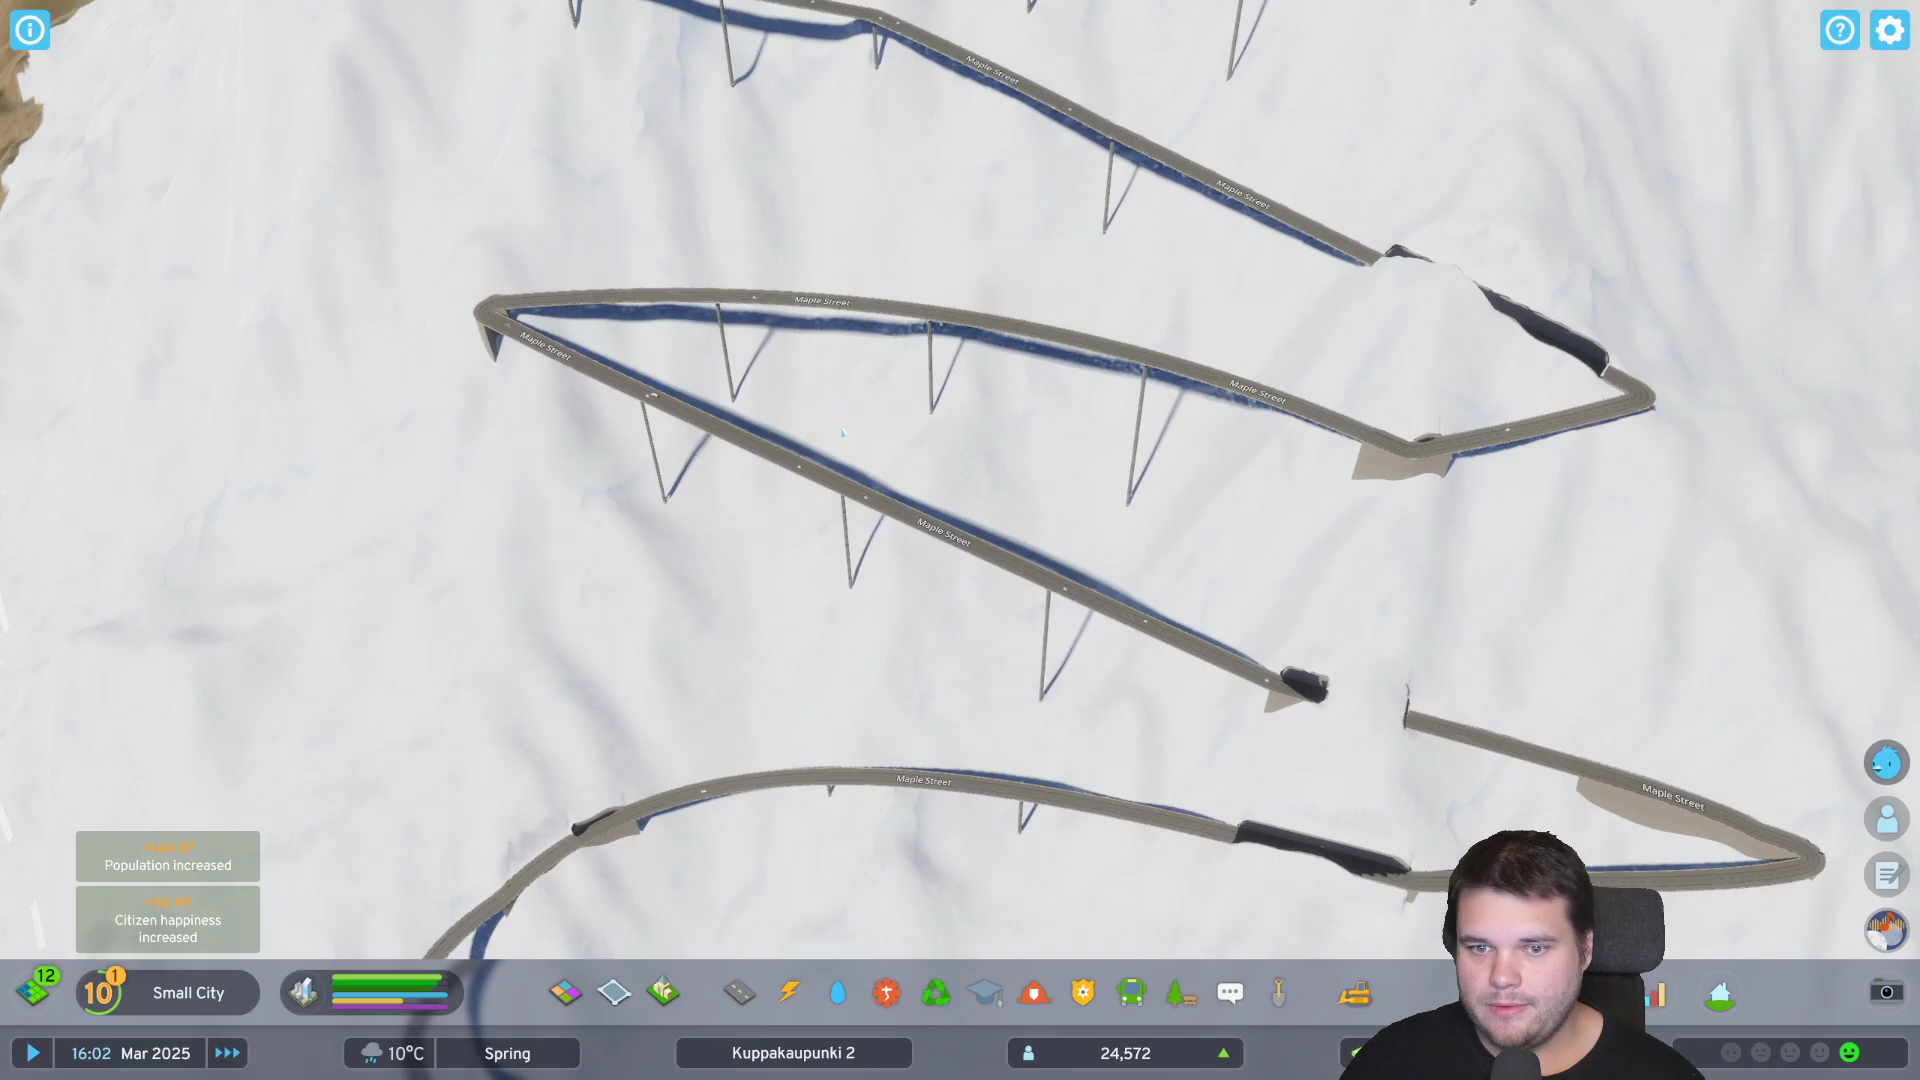 Maple Street
Maple Street
Maple Street
Maple Street
Maple Street
Maple Street
Maple Street
Maple Street
Population increased
Citizen happiness
increased
12
10
1
Small City
16:02 Mar 2025
10°C
Spring
Kuppakaupunki 2
24,572